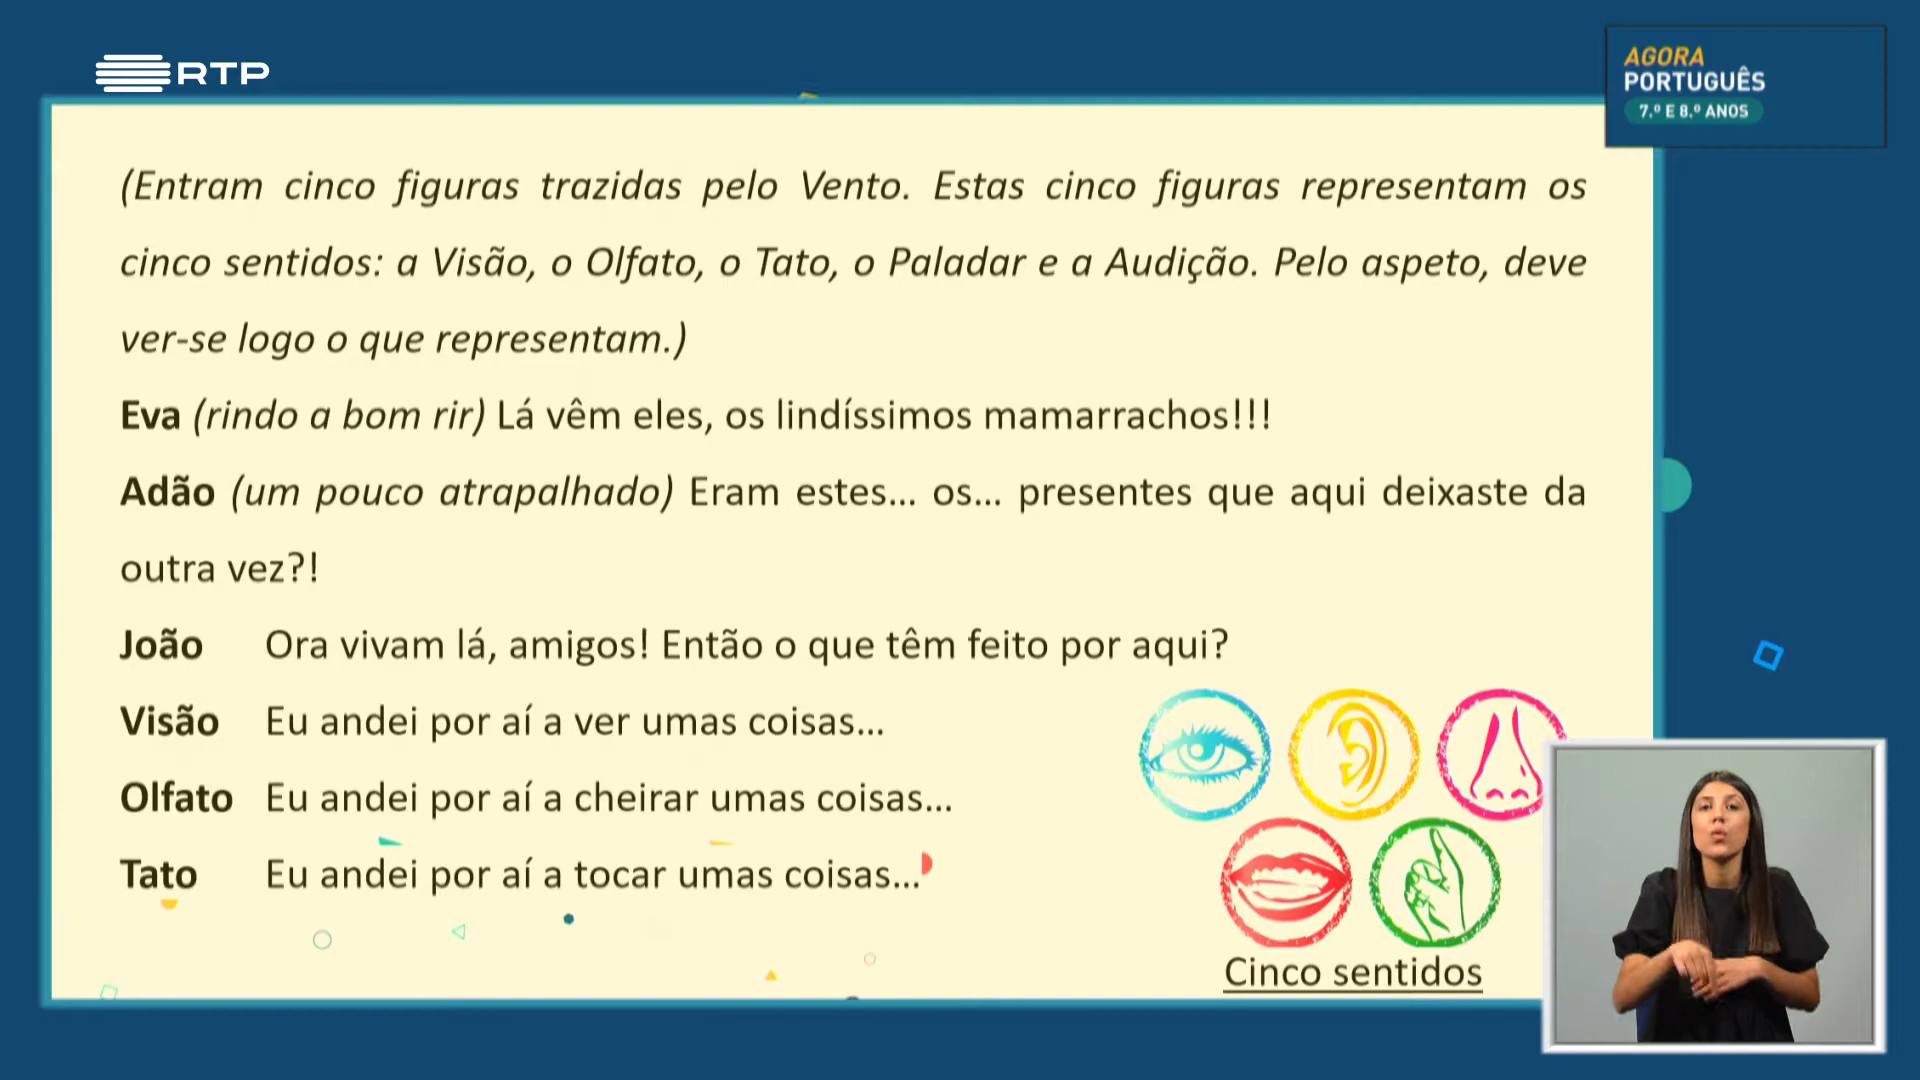 RTP
AGORA
PORTUGUÊS
7.º E 8.º ANOS
(Entram cinco figuras trazidas pelo Vento. Estas cinco figuras representam os
cinco sentidos: a Visão, o Olfato, o Tato, o Paladar e a Audição. Pelo aspeto, deve
ver-se logo o que representam.)
Eva (rindo a bom rir) Lá vêm eles, os lindíssimos mamarrachos!!!
Adão (um pouco atrapalhado) Eram estes... os... presentes que aqui deixaste da
outra vez?!
João Ora vivam lá, amigos! Então o que têm feito por aqui?
Visão Eu andei por aí a ver umas coisas...
Olfato Eu andei por aí a cheirar umas coisas...
Tato Eu andei por aí a tocar umas coisas...
Cinco sentidos